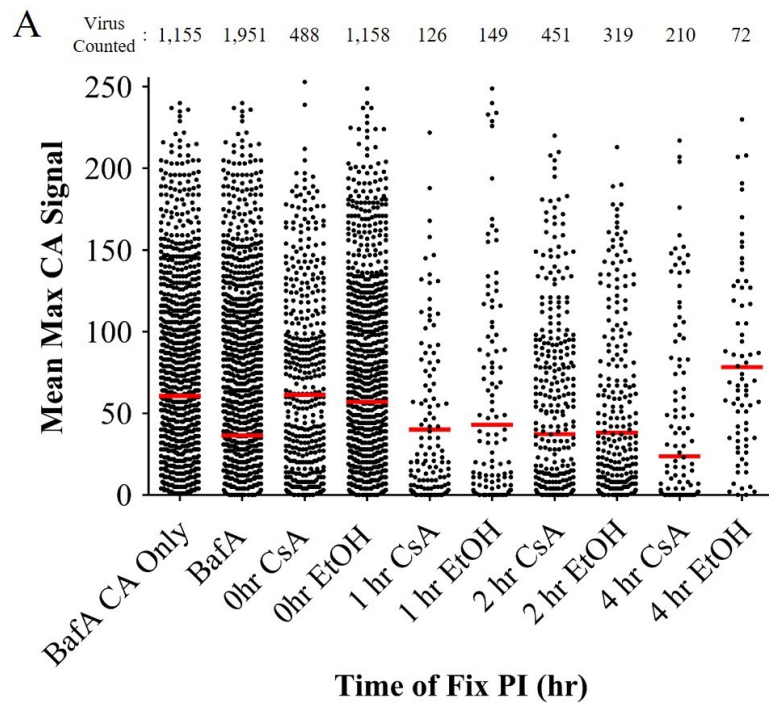 A
Virus Counted : 1,155 1,951 488 1,158 126 149 451 319 210 72
250
200
150
100
50
0
Mean Max CA Signal
BafA CA Only
BafA
0hr CsA
0hr EtOH
1 hr CsA
1 hr EtOH
2 hr CsA
2 hr EtOH
4 hr CsA
4 hr EtOH
Time of Fix PI (hr)